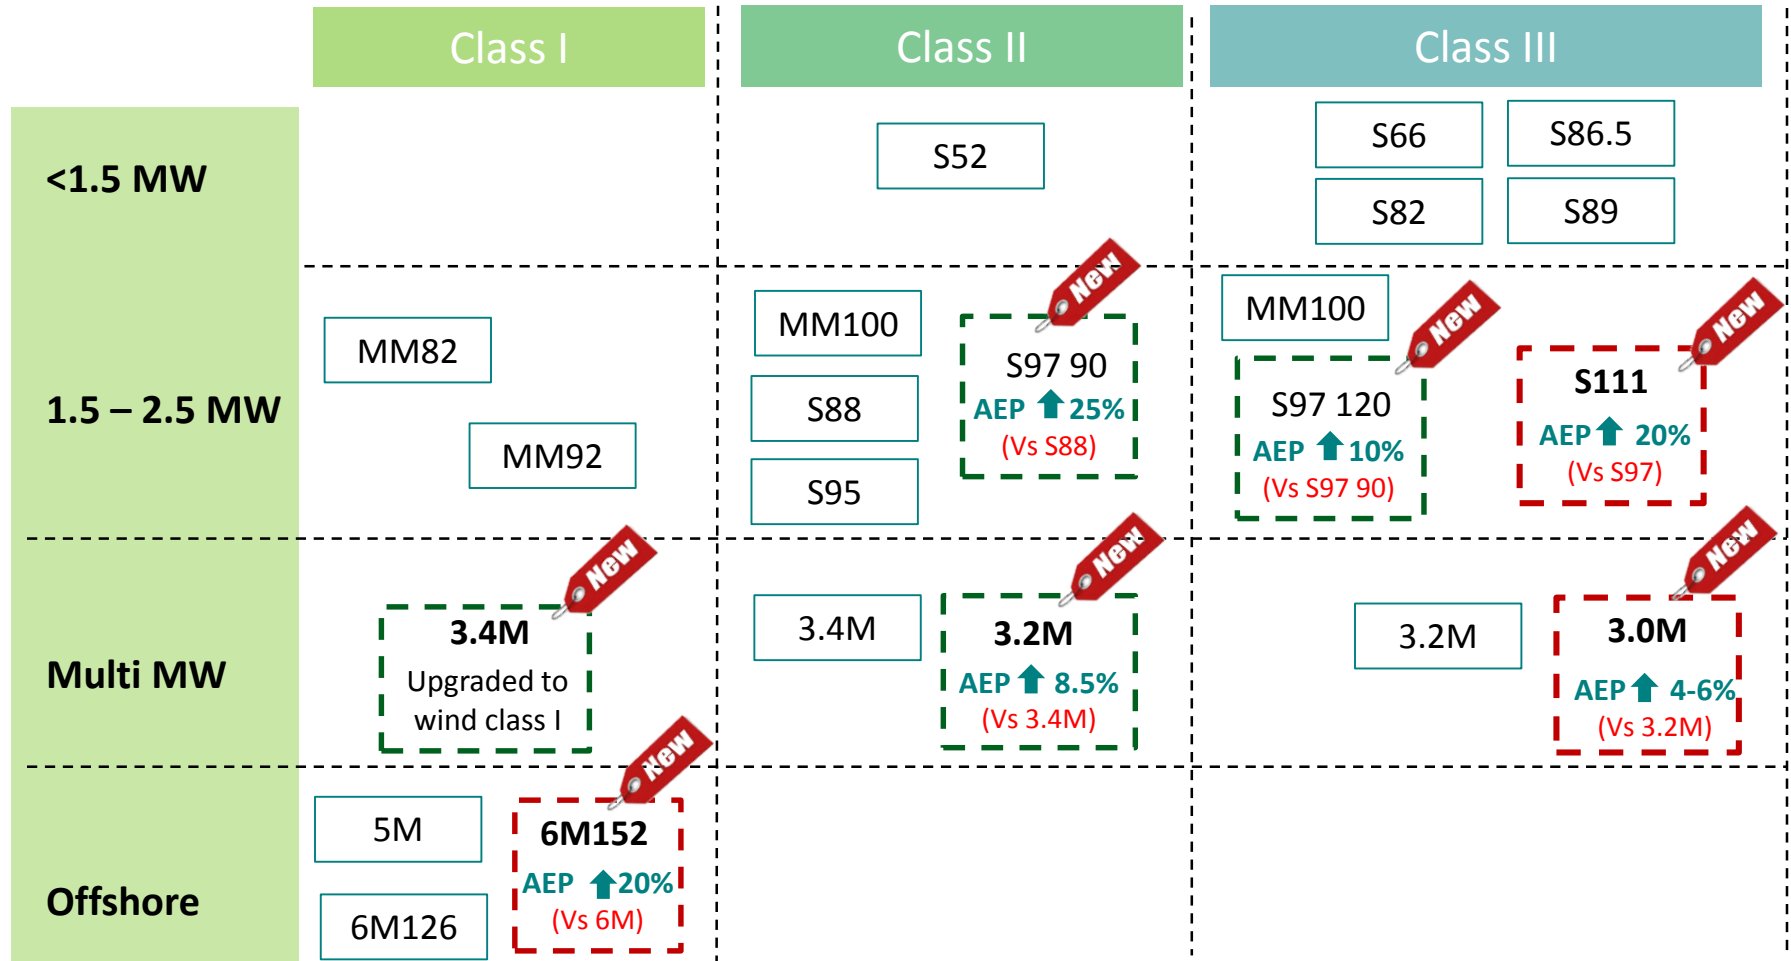 Class I
Class II
Class III
<1.5 MW
S52
S66
S86.5
S82
S89
1.5 – 2.5 MW
MM82
MM92
MM100
S88
S95
New
S97 90
AEP 25%
(Vs S88)
MM100
New
S97 120
AEP 10%
(Vs S97 90)
New
S111
AEP 20%
(Vs S97)
Multi MW
New
3.4M
Upgraded to
wind class I
3.4M
New
3.2M
AEP 8.5%
(Vs 3.4M)
3.2M
New
3.0M
AEP 4-6%
(Vs 3.2M)
Offshore
5M
6M126
New
6M152
AEP 20%
(Vs 6M)